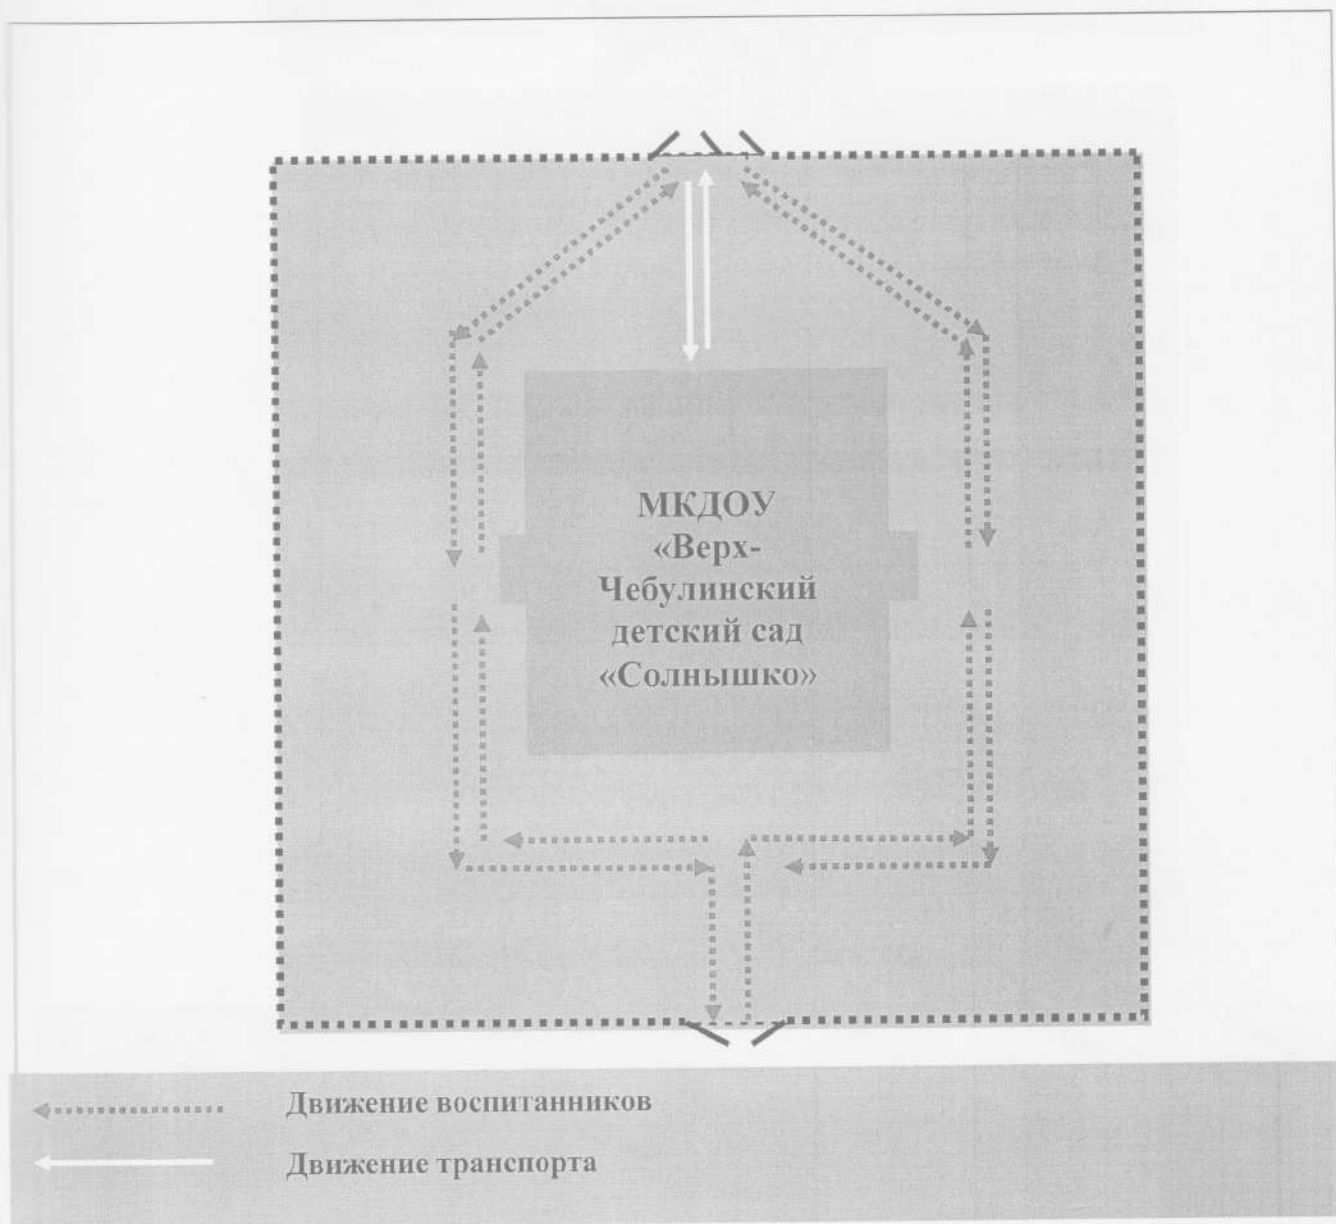 МКДОУ
«Верх-
Чебулинский
детский сад
«Солнышко»
Движение воспитанников
Движение транспорта